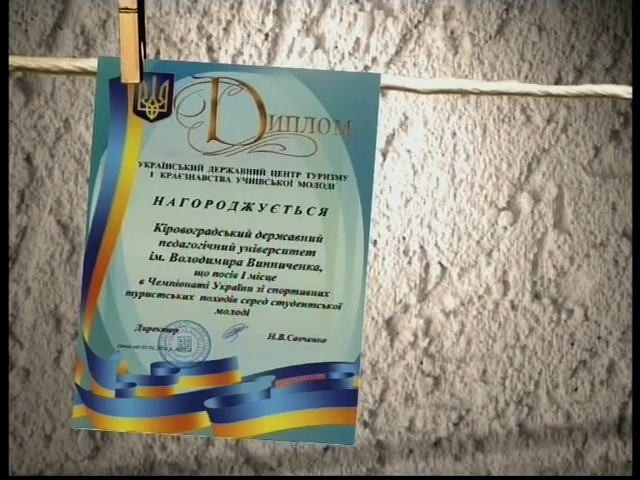 Диплом
УКРАЇНСЬКИЙ ДЕРЖАВНИЙ ЦЕНТР ТУРИЗМУ
І КРАЄЗНАВСТВА УЧНІВСЬКОЇ МОЛОДІ
НАГОРОДЖУЄТЬСЯ
Кіровоградський державний
педагогічний університет
ім. Володимира Винниченка,
що посів І місце
в Чемпіонаті України зі спортивних
туристських походів серед студентської
молоді
Директор
Н.В.Савченко